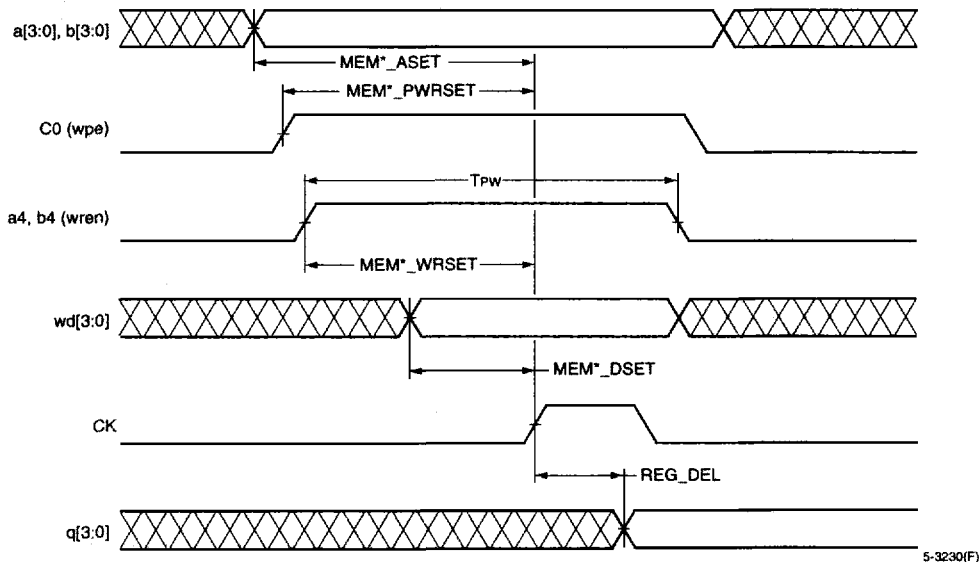 a[3:0], b[3:0]
MEM*_ASET
MEM*_PWRSET
C0 (wpe)
TPW
a4, b4 (wren)
MEM*_WRSET
wd[3:0]
MEM*_DSET
CK
REG_DEL
q[3:0]
5-3230(F)